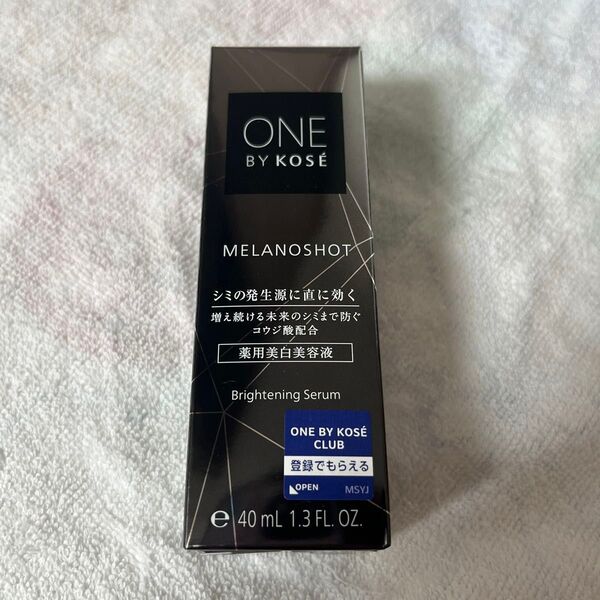 ONE
BY KOSÉ
MELANOSHOT
シミの発生源に直に効く
増え続ける未来のシミまで防ぐ
コウジ酸配合
薬用美白美容液
Brightening Serum
ONE BY KOSÉ
CLUB
登録でもらえる
OPEN MSYJ
℮ 40 mL 1.3 FL. OZ.